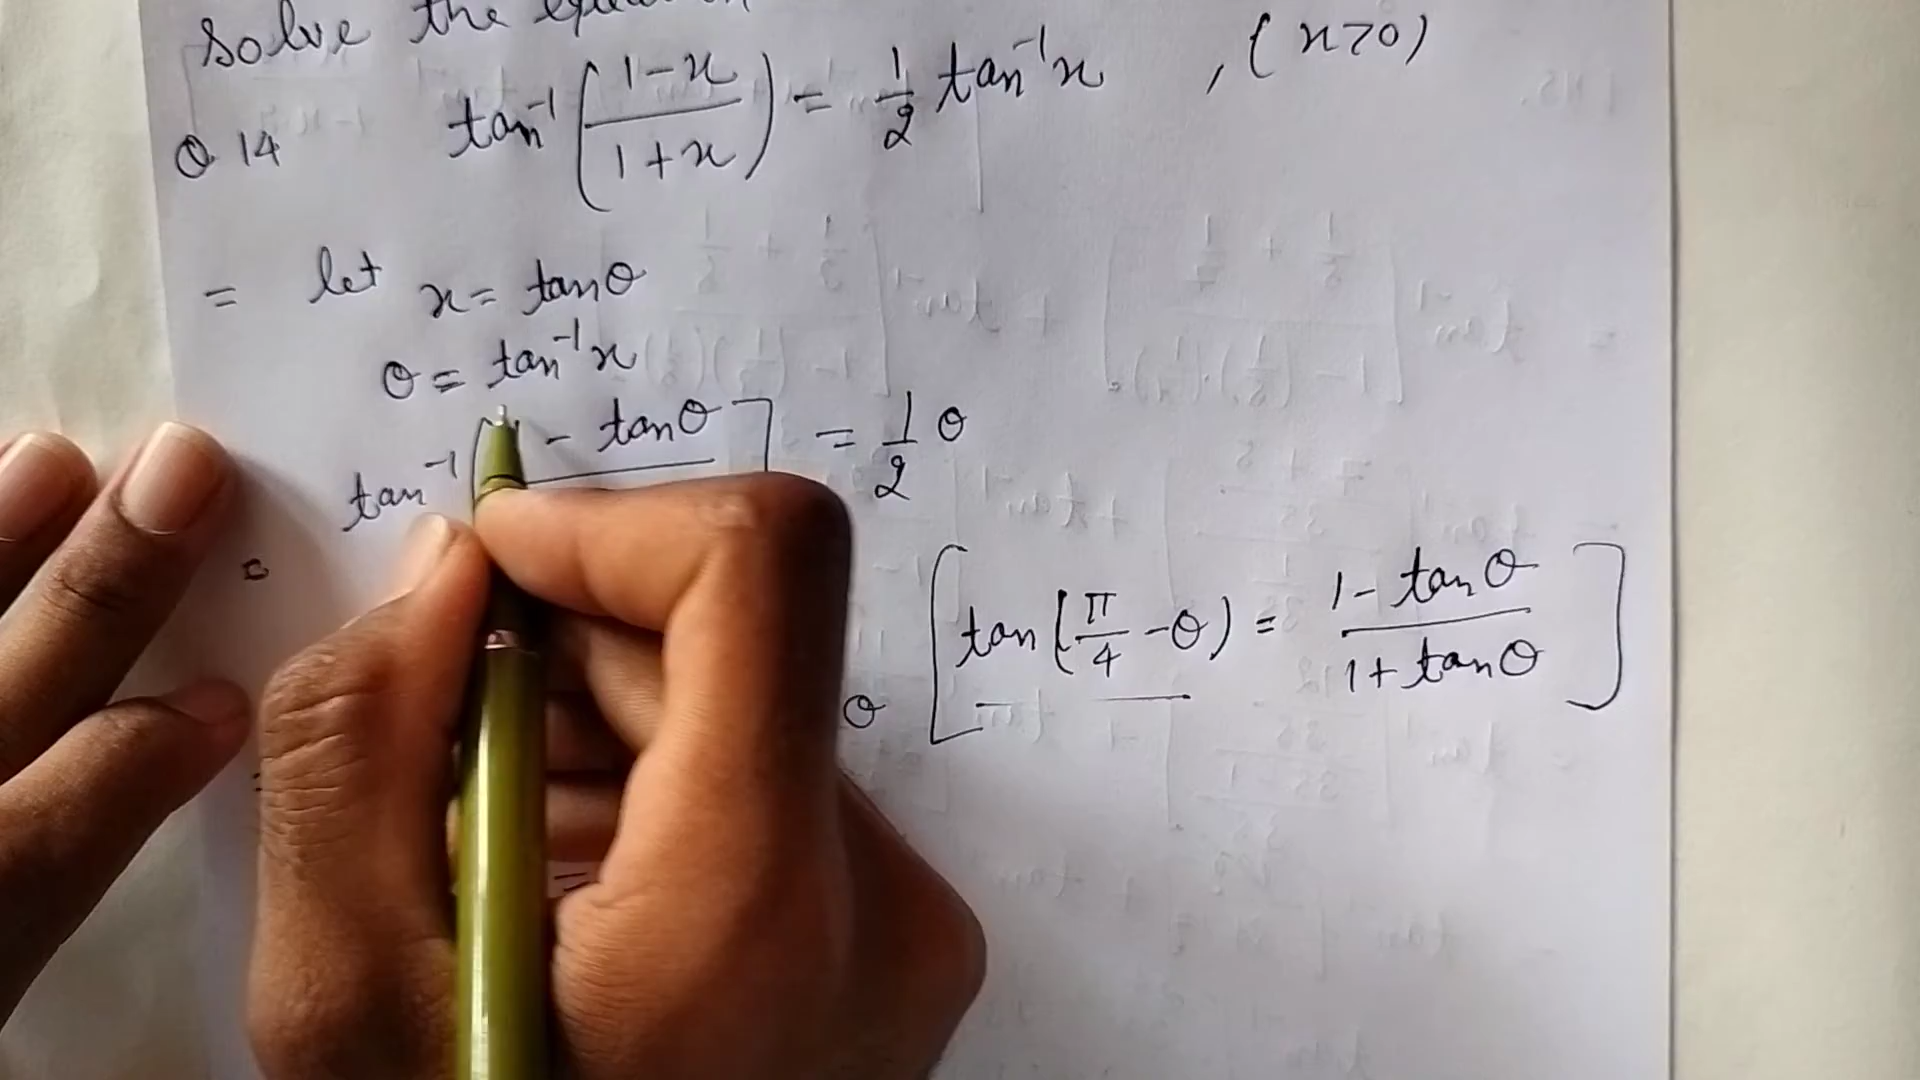 solve the
Q 14 tan⁻¹((1-x)/(1+x)) = 1/2 tan⁻¹x , (x>0)
= let x = tanθ
θ = tan⁻¹x
tan⁻¹[ - tanθ ] = 1/2 θ
=
θ [tan(π/4 -θ) = (1 - tanθ)/(1 + tanθ)]
=